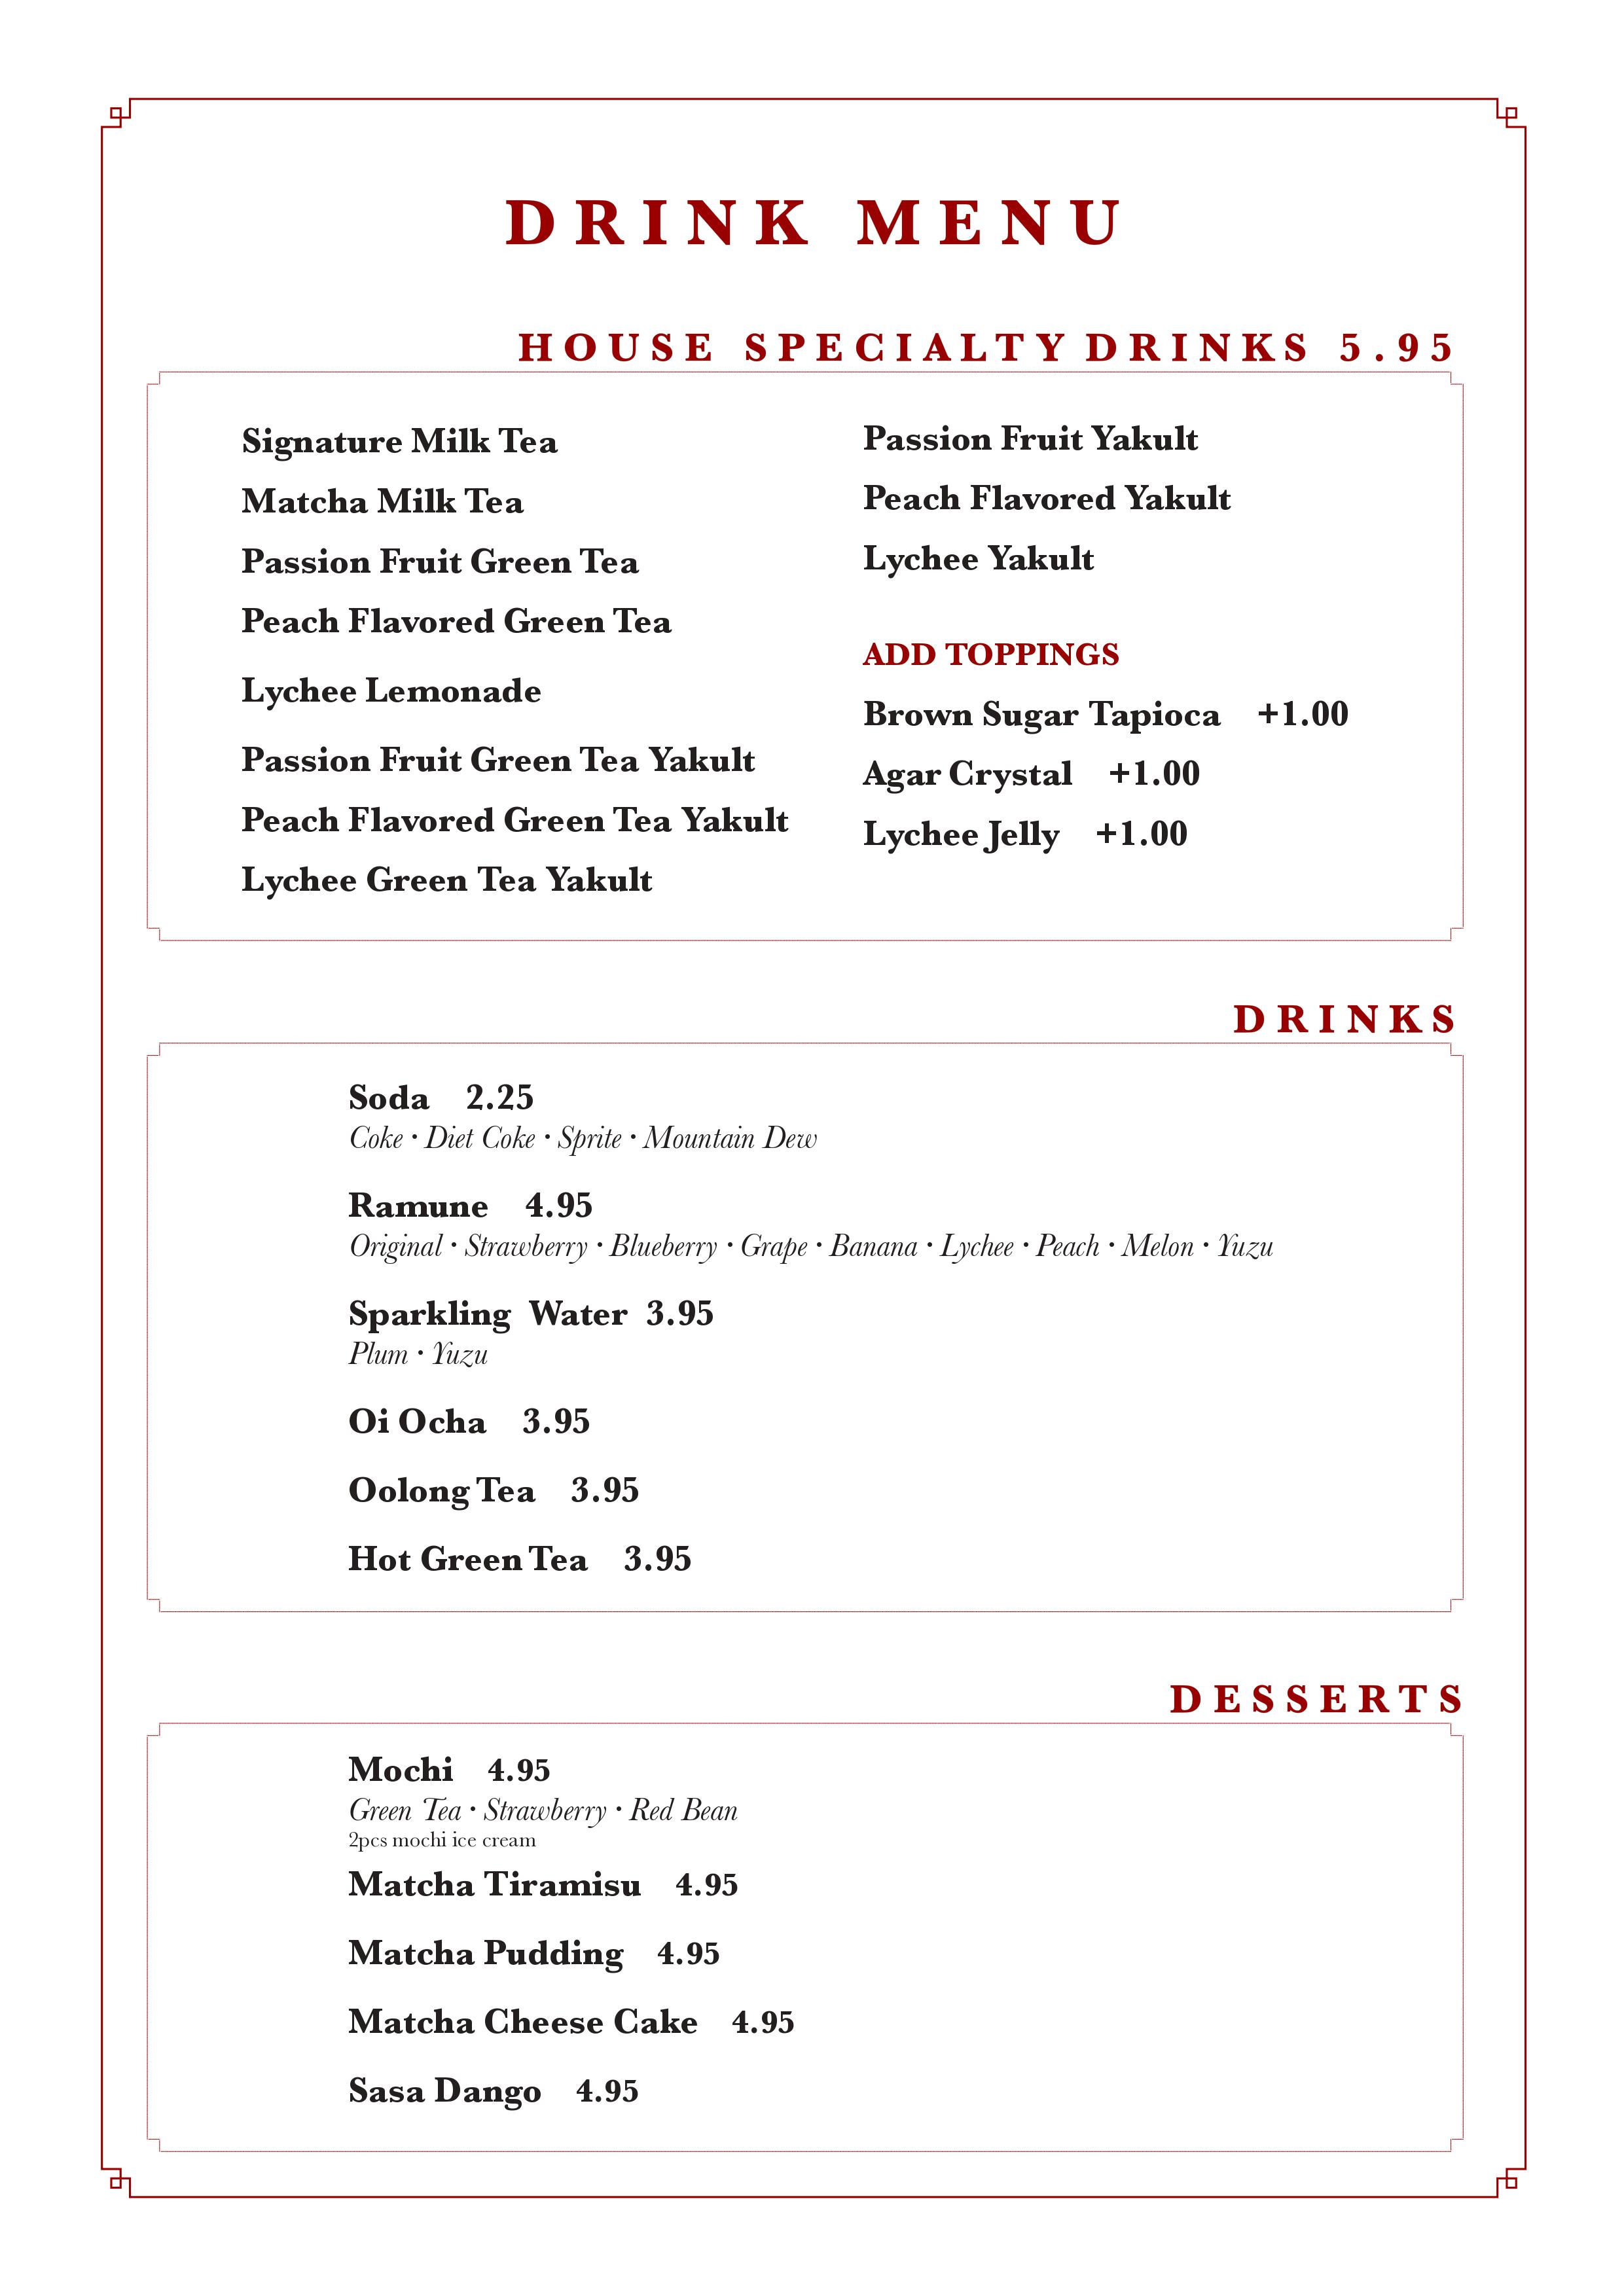 DRINK MENU
HOUSE SPECIALTY DRINKS 5.95
Signature Milk Tea
Matcha Milk Tea
Passion Fruit Green Tea
Peach Flavored Green Tea
Lychee Lemonade
Passion Fruit Green Tea Yakult
Peach Flavored Green Tea Yakult
Lychee Green Tea Yakult
Passion Fruit Yakult
Peach Flavored Yakult
Lychee Yakult
ADD TOPPINGS
Brown Sugar Tapioca +1.00
Agar Crystal +1.00
Lychee Jelly +1.00
DRINKS
Soda 2.25
Coke · Diet Coke · Sprite · Mountain Dew
Ramune 4.95
Original · Strawberry · Blueberry · Grape · Banana · Lychee · Peach · Melon · Yuzu
Sparkling Water 3.95
Plum · Yuzu
Oi Ocha 3.95
Oolong Tea 3.95
Hot Green Tea 3.95
DESSERTS
Mochi 4.95
Green Tea · Strawberry · Red Bean
2pcs mochi ice cream
Matcha Tiramisu 4.95
Matcha Pudding 4.95
Matcha Cheese Cake 4.95
Sasa Dango 4.95